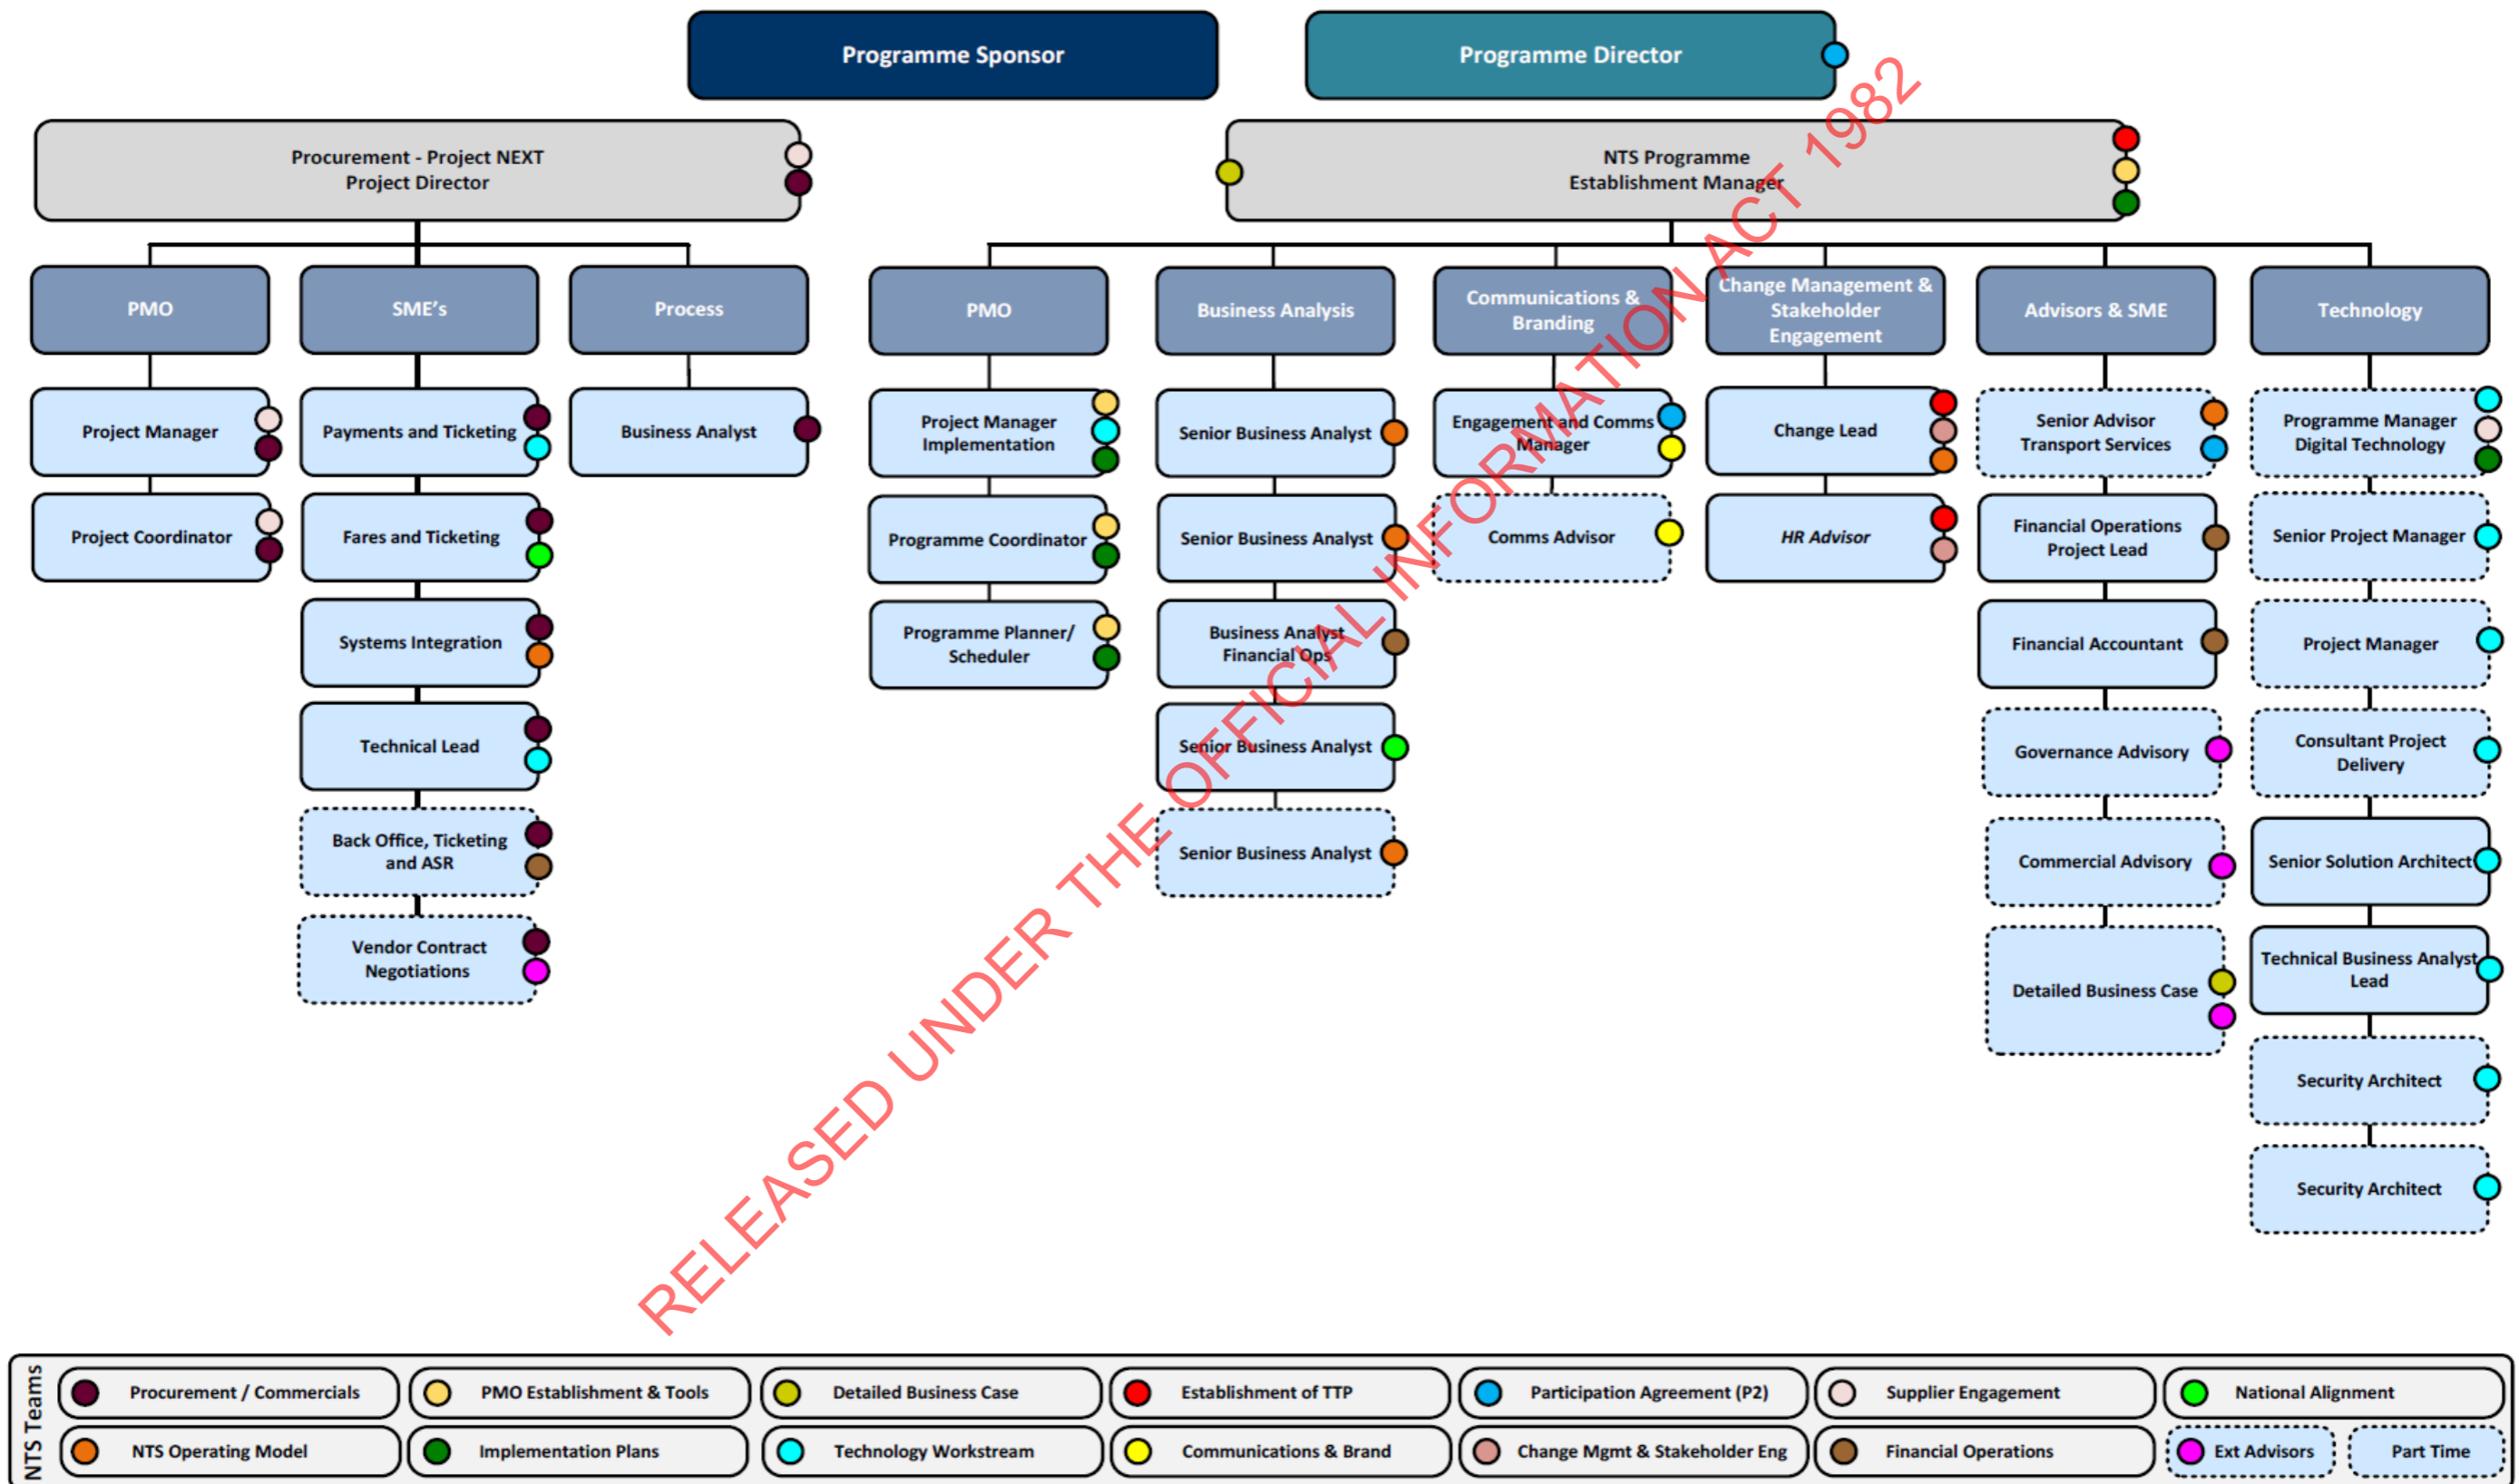 Programme Sponsor
Programme Director
Procurement - Project NEXT
Project Director
NTS Programme
Establishment Manager
PMO
SME's
Process
PMO
Business Analysis
Communications &
Branding
Change Management &
Stakeholder
Engagement
Advisors & SME
Technology
Project Manager
Project Coordinator
Payments and Ticketing
Fares and Ticketing
Systems Integration
Technical Lead
Back Office, Ticketing
and ASR
Vendor Contract
Negotiations
Business Analyst
Project Manager
Implementation
Programme Coordinator
Programme Planner/
Scheduler
Senior Business Analyst
Senior Business Analyst
Business Analyst
Financial Ops
Senior Business Analyst
Senior Business Analyst
Engagement and Comms
Manager
Comms Advisor
Change Lead
HR Advisor
Senior Advisor
Transport Services
Financial Operations
Project Lead
Financial Accountant
Governance Advisory
Commercial Advisory
Detailed Business Case
Programme Manager
Digital Technology
Senior Project Manager
Project Manager
Consultant Project
Delivery
Senior Solution Architect
Technical Business Analyst
Lead
Security Architect
Security Architect
RELEASED UNDER THE OFFICIAL INFORMATION ACT 1982
NTS Teams
Procurement / Commercials
PMO Establishment & Tools
Detailed Business Case
Establishment of TTP
Participation Agreement (P2)
Supplier Engagement
National Alignment
NTS Operating Model
Implementation Plans
Technology Workstream
Communications & Brand
Change Mgmt & Stakeholder Eng
Financial Operations
Ext Advisors
Part Time